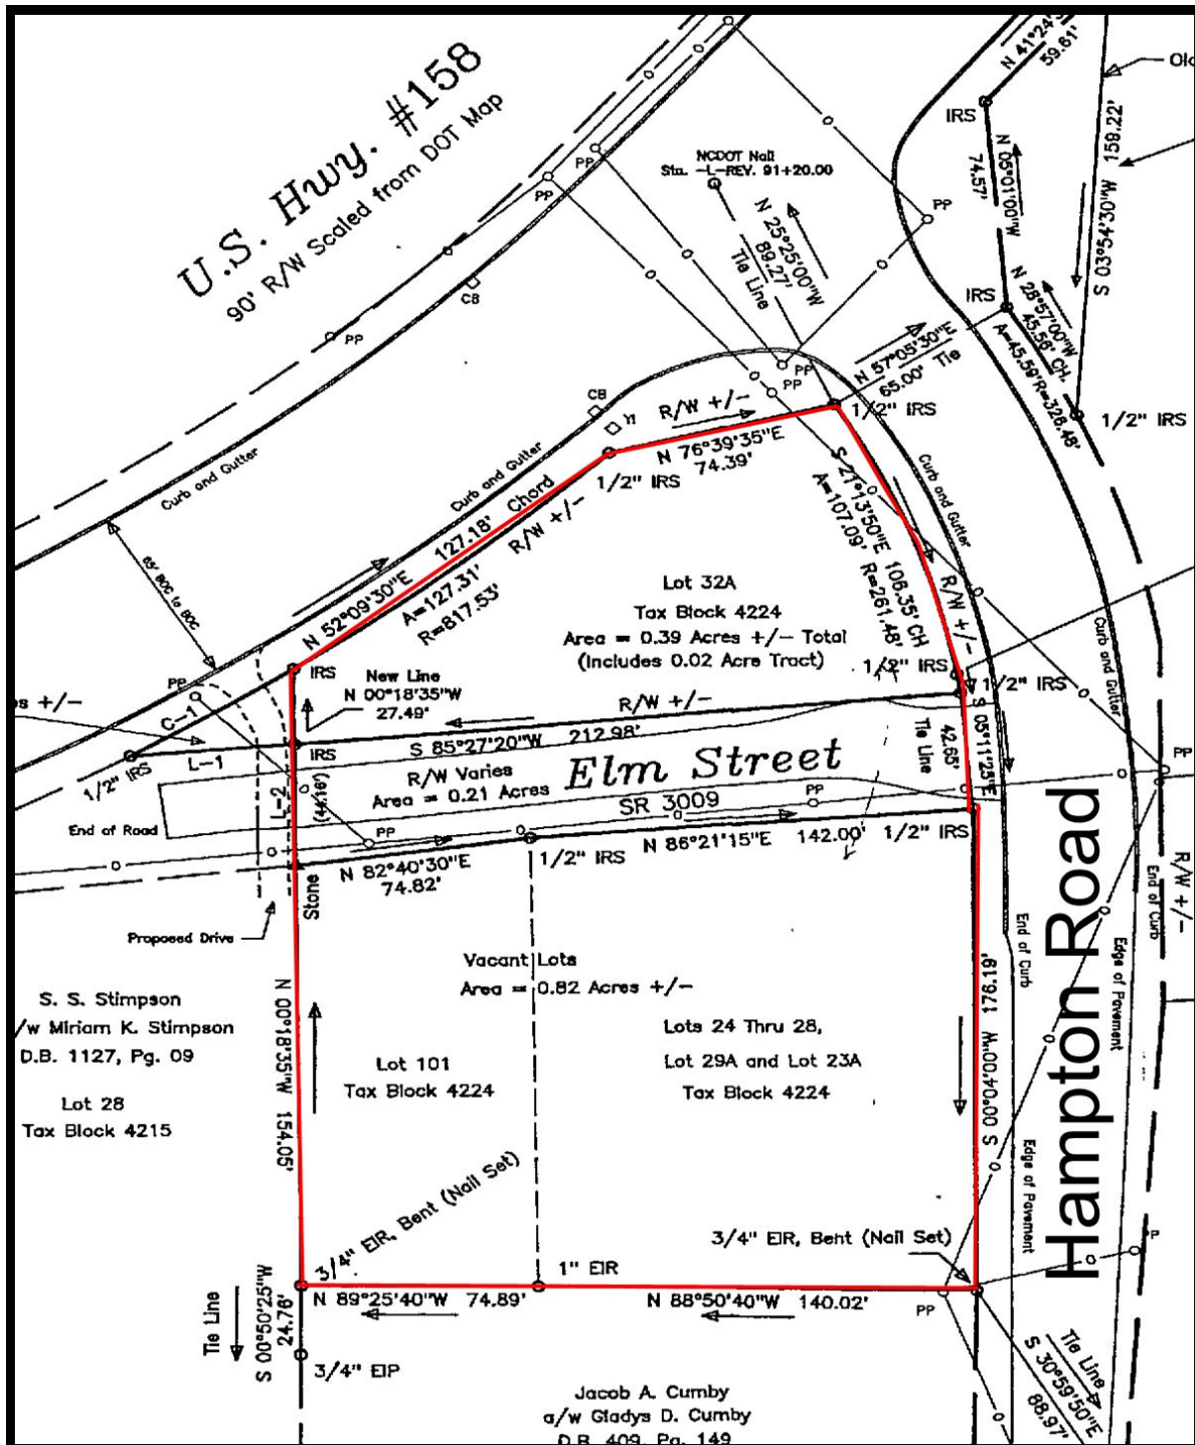 U.S. Hwy. #158
90' R/W Scaled from DOT Map
N 41°24'
59.61'
IRS
N 05°01'00"W
74.57'
S 03°54'30"W 159.22'
PP
PP
PP
NCDOT Nail
Sta. -L-REV. 91+20.00
N 25°25'00"W
89.27'
Tie Line
CB
PP
IRS
N 28°57'00"W
45.56' CH.
A=45.59' R=326.48'
1/2" IRS
N 57°05'30"E
65.00' Tie
PP
PP
1/2" IRS
CB
R/W +/-
N 76°39'35"E
74.39'
1/2" IRS
Curb and Gutter
Curb and Gutter
Curb and Gutter
65' BOC to BOC
N 52°09'30"E 127.18' Chord
A=127.31' R/W +/-
R=817.53'
S 21°13'50"E 106.35' CH
A=107.09' R=261.48'
R/W +/-
Lot 32A
Tax Block 4224
Area = 0.39 Acres +/- Total
(Includes 0.02 Acre Tract)
1/2" IRS
1/2" IRS
Curb and Gutter
IRS
New Line
N 00°18'35"W
27.49'
R/W +/-
S 85°27'20"W 212.98'
PP
C-1
s +/-
L-1
1/2" IRS
IRS
L-2
(44.16')
R/W Varies
Area = 0.21 Acres
Elm Street
SR 3009
PP
Tie Line
42.65'
S 05°11'25"E
PP
End of Road
PP
N 82°40'30"E
74.82'
1/2" IRS
N 86°21'15"E 142.00'
1/2" IRS
Stone
Proposed Drive
R/W +/-
End of Curb
End of Curb
Edge of Pavement
Edge of Pavement
Hampton Road
Vacant Lots
Area = 0.82 Acres +/-
S. S. Stimpson
/w Miriam K. Stimpson
D.B. 1127, Pg. 09
Lot 28
Tax Block 4215
N 00°18'35"W 154.05'
Lot 101
Tax Block 4224
Lots 24 Thru 28,
Lot 29A and Lot 23A
Tax Block 4224
S 00°04'00"W 179.19'
3/4" EIR, Bent (Nail Set)
3/4" EIR, Bent (Nail Set)
1" EIR
N 89°25'40"W 74.89'
N 88°50'40"W 140.02'
PP
Tie Line
S 00°50'25"W
24.76'
3/4" EIP
Tie Line
S 30°59'50"E
88.97'
Jacob A. Cumby
a/w Gladys D. Cumby
D.B. 409, Pg. 149